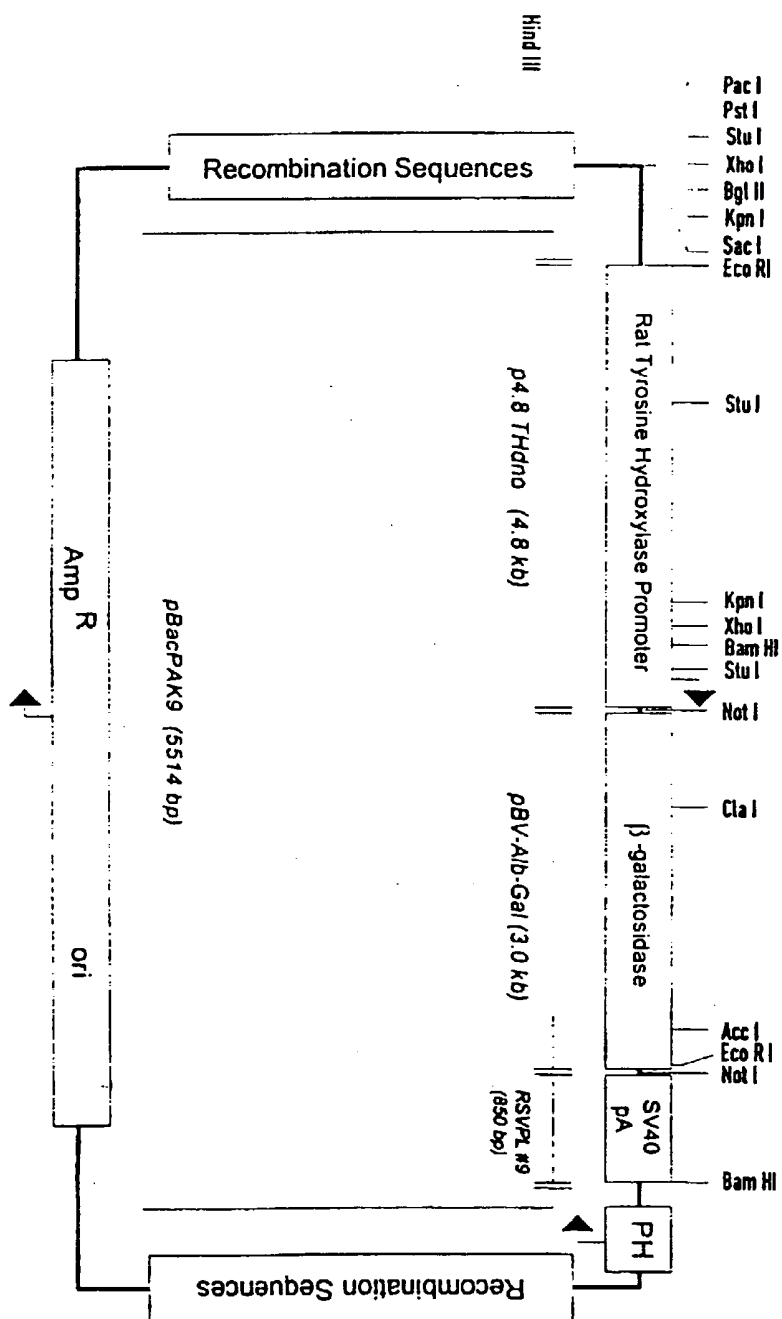 Hind III
Pac I
Pst I
Stu I
Xho I
Bgl II
Kpn I
Sac I
Eco RI
Stu I
Kpn I
Xho I
Bam HI
Stu I
Not I
Cla I
Acc I
Eco R I
Not I
Bam HI
Recombination Sequences
Rat Tyrosine Hydroxylase Promoter
β-galactosidase
SV40
pA
PH
p4.8 THdno (4.8 kb)
pBV-Alb-Gal (3.0 kb)
RSVPL #9
(850 bp)
pBacPAK9 (5514 bp)
Amp R
ori
Recombination Sequences